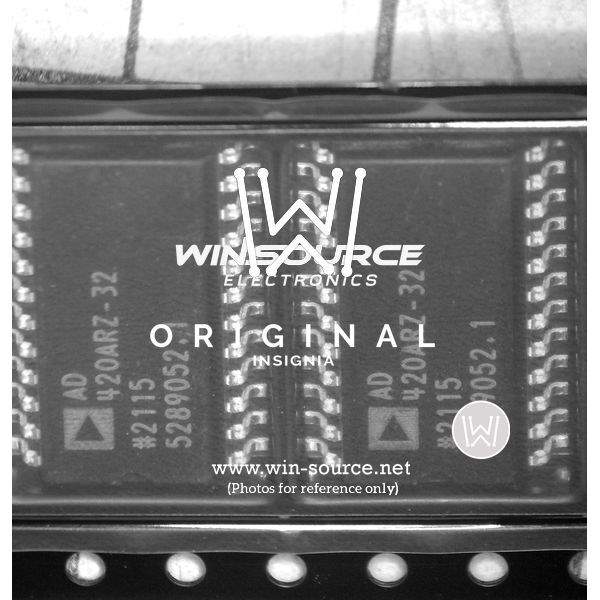 WINSOURCE
ELECTRONICS
ORIGINAL
INSIGNIA
AD
420ARZ-32
#2115
5289052.1
AD
420ARZ-32
#2115
9052.1
www.win-source.net
(Photos for reference only)